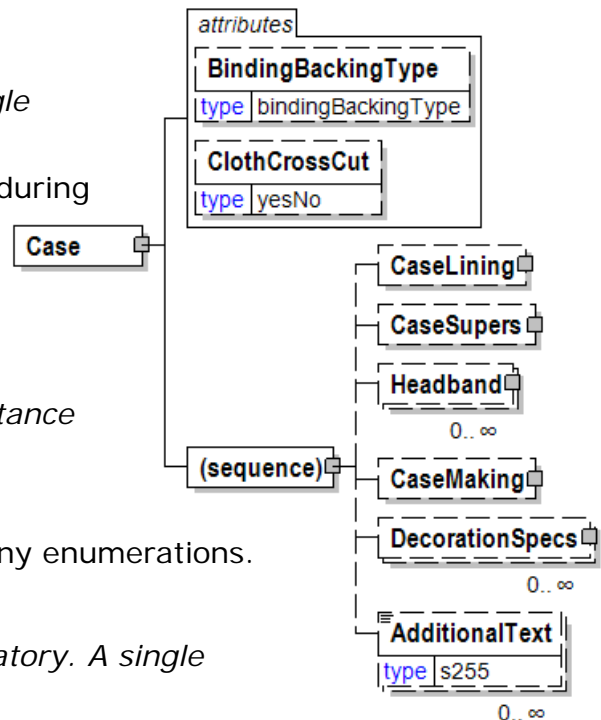 attributes
BindingBackingType
type bindingBackingType
ClothCrossCut
type yesNo
gle
during
Case
CaseLining
CaseSupers
Headband
0.. ∞
tance
(sequence)
CaseMaking
DecorationSpecs
0.. ∞
ny enumerations.
AdditionalText
type s255
0.. ∞
atory. A single